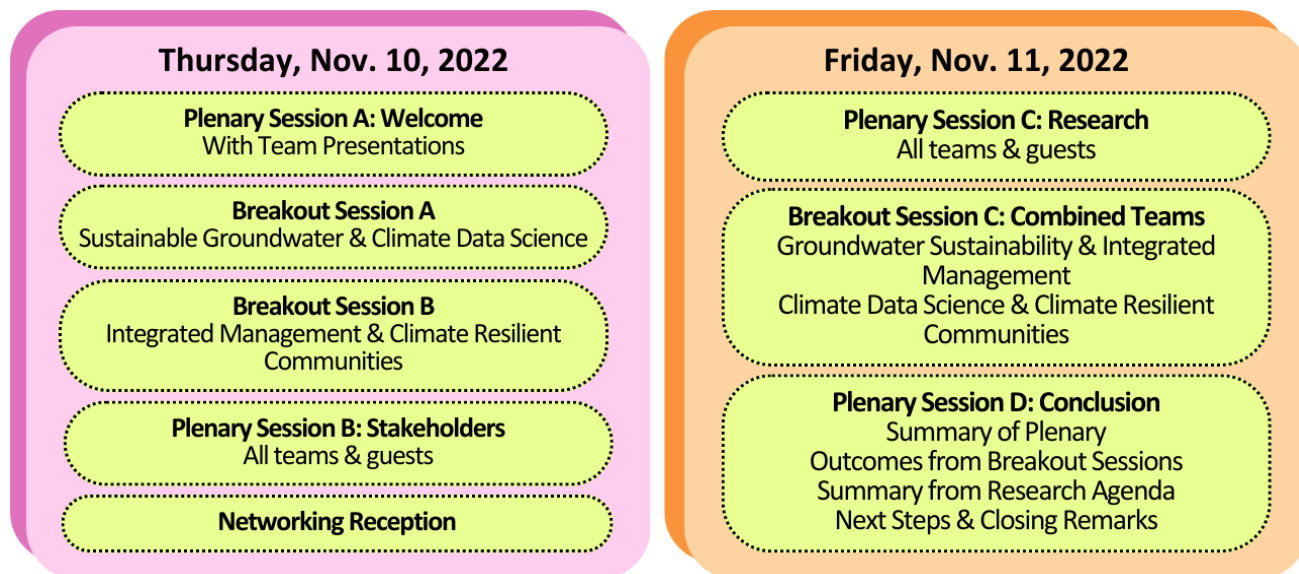 Thursday, Nov. 10, 2022
Plenary Session A: Welcome
With Team Presentations
Breakout Session A
Sustainable Groundwater & Climate Data Science
Breakout Session B
Integrated Management & Climate Resilient
Communities
Plenary Session B: Stakeholders
All teams & guests
Networking Reception
Friday, Nov. 11, 2022
Plenary Session C: Research
All teams & guests
Breakout Session C: Combined Teams
Groundwater Sustainability & Integrated
Management
Climate Data Science & Climate Resilient
Communities
Plenary Session D: Conclusion
Summary of Plenary
Outcomes from Breakout Sessions
Summary from Research Agenda
Next Steps & Closing Remarks